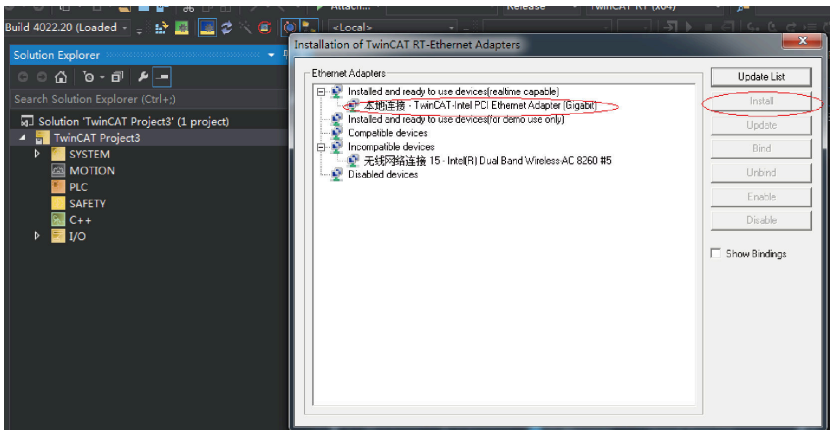 Attach...
Release
TwinCAT RT (x64)
Build 4022.20 (Loaded
<Local>
Solution Explorer
Search Solution Explorer (Ctrl+;)
Solution 'TwinCAT Project3' (1 project)
TwinCAT Project3
SYSTEM
MOTION
PLC
SAFETY
C++
I/O
Installation of TwinCAT RT-Ethernet Adapters
Ethernet Adapters
Installed and ready to use devices(realtime capable)
本地连接 - TwinCAT-Intel PCI Ethernet Adapter (Gigabit)
Installed and ready to use devices(for demo use only)
Compatible devices
Incompatible devices
无线网络连接 15 - Intel(R) Dual Band Wireless-AC 8260 #5
Disabled devices
Update List
Install
Update
Bind
Unbind
Enable
Disable
Show Bindings